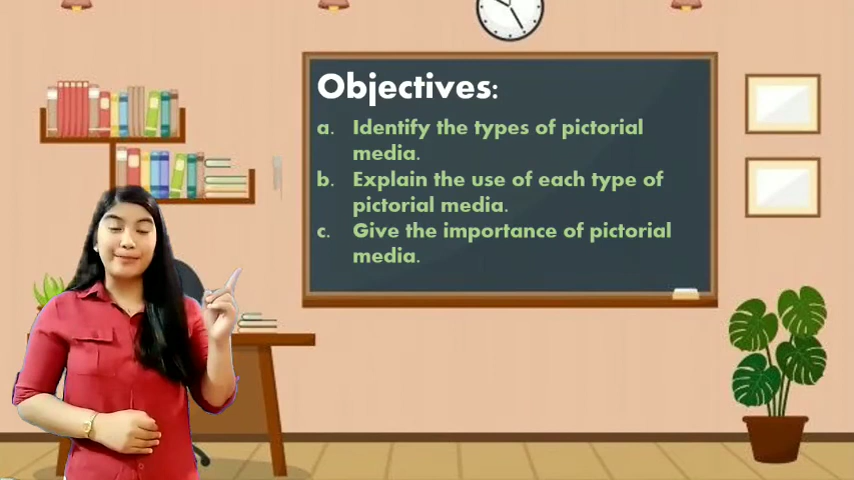 Objectives:
a. Identify the types of pictorial
media.
b. Explain the use of each type of
pictorial media.
c. Give the importance of pictorial
media.